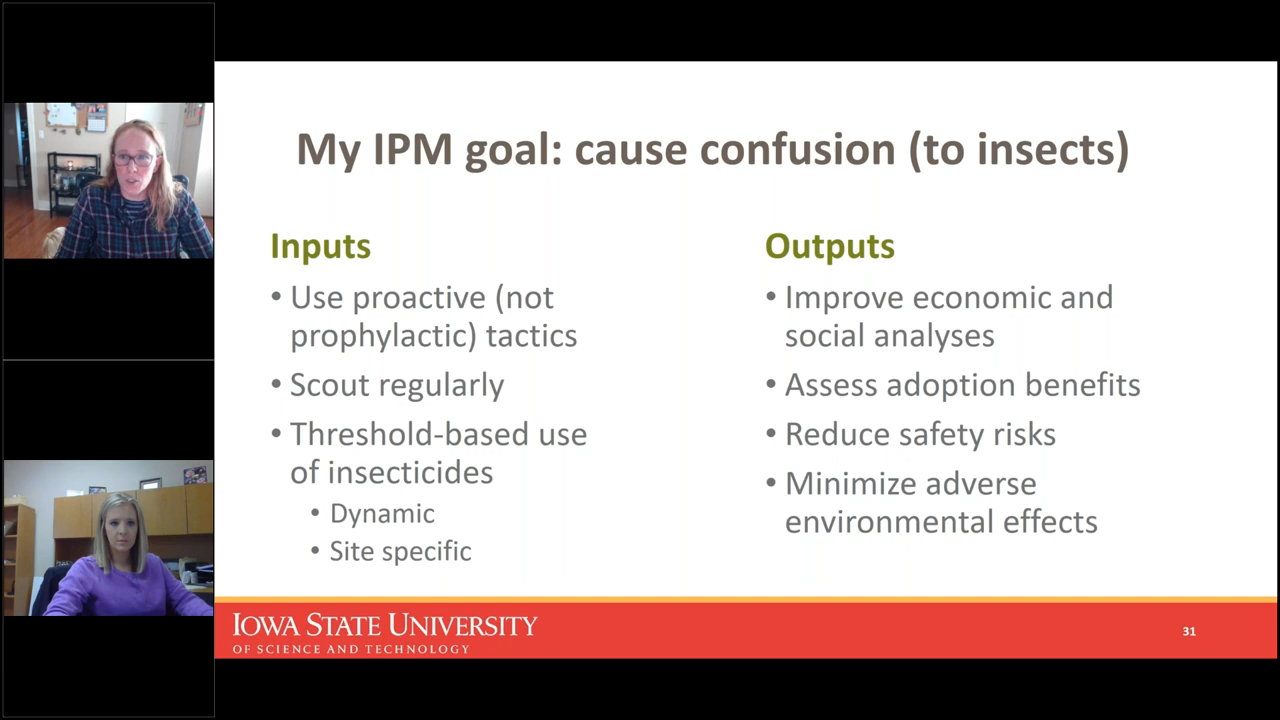 My IPM goal: cause confusion (to insects)
Inputs
• Use proactive (not
prophylactic) tactics
• Scout regularly
• Threshold-based use
of insecticides
• Dynamic
• Site specific
Outputs
• Improve economic and
social analyses
• Assess adoption benefits
• Reduce safety risks
• Minimize adverse
environmental effects
IOWA STATE UNIVERSITY
OF SCIENCE AND TECHNOLOGY
31